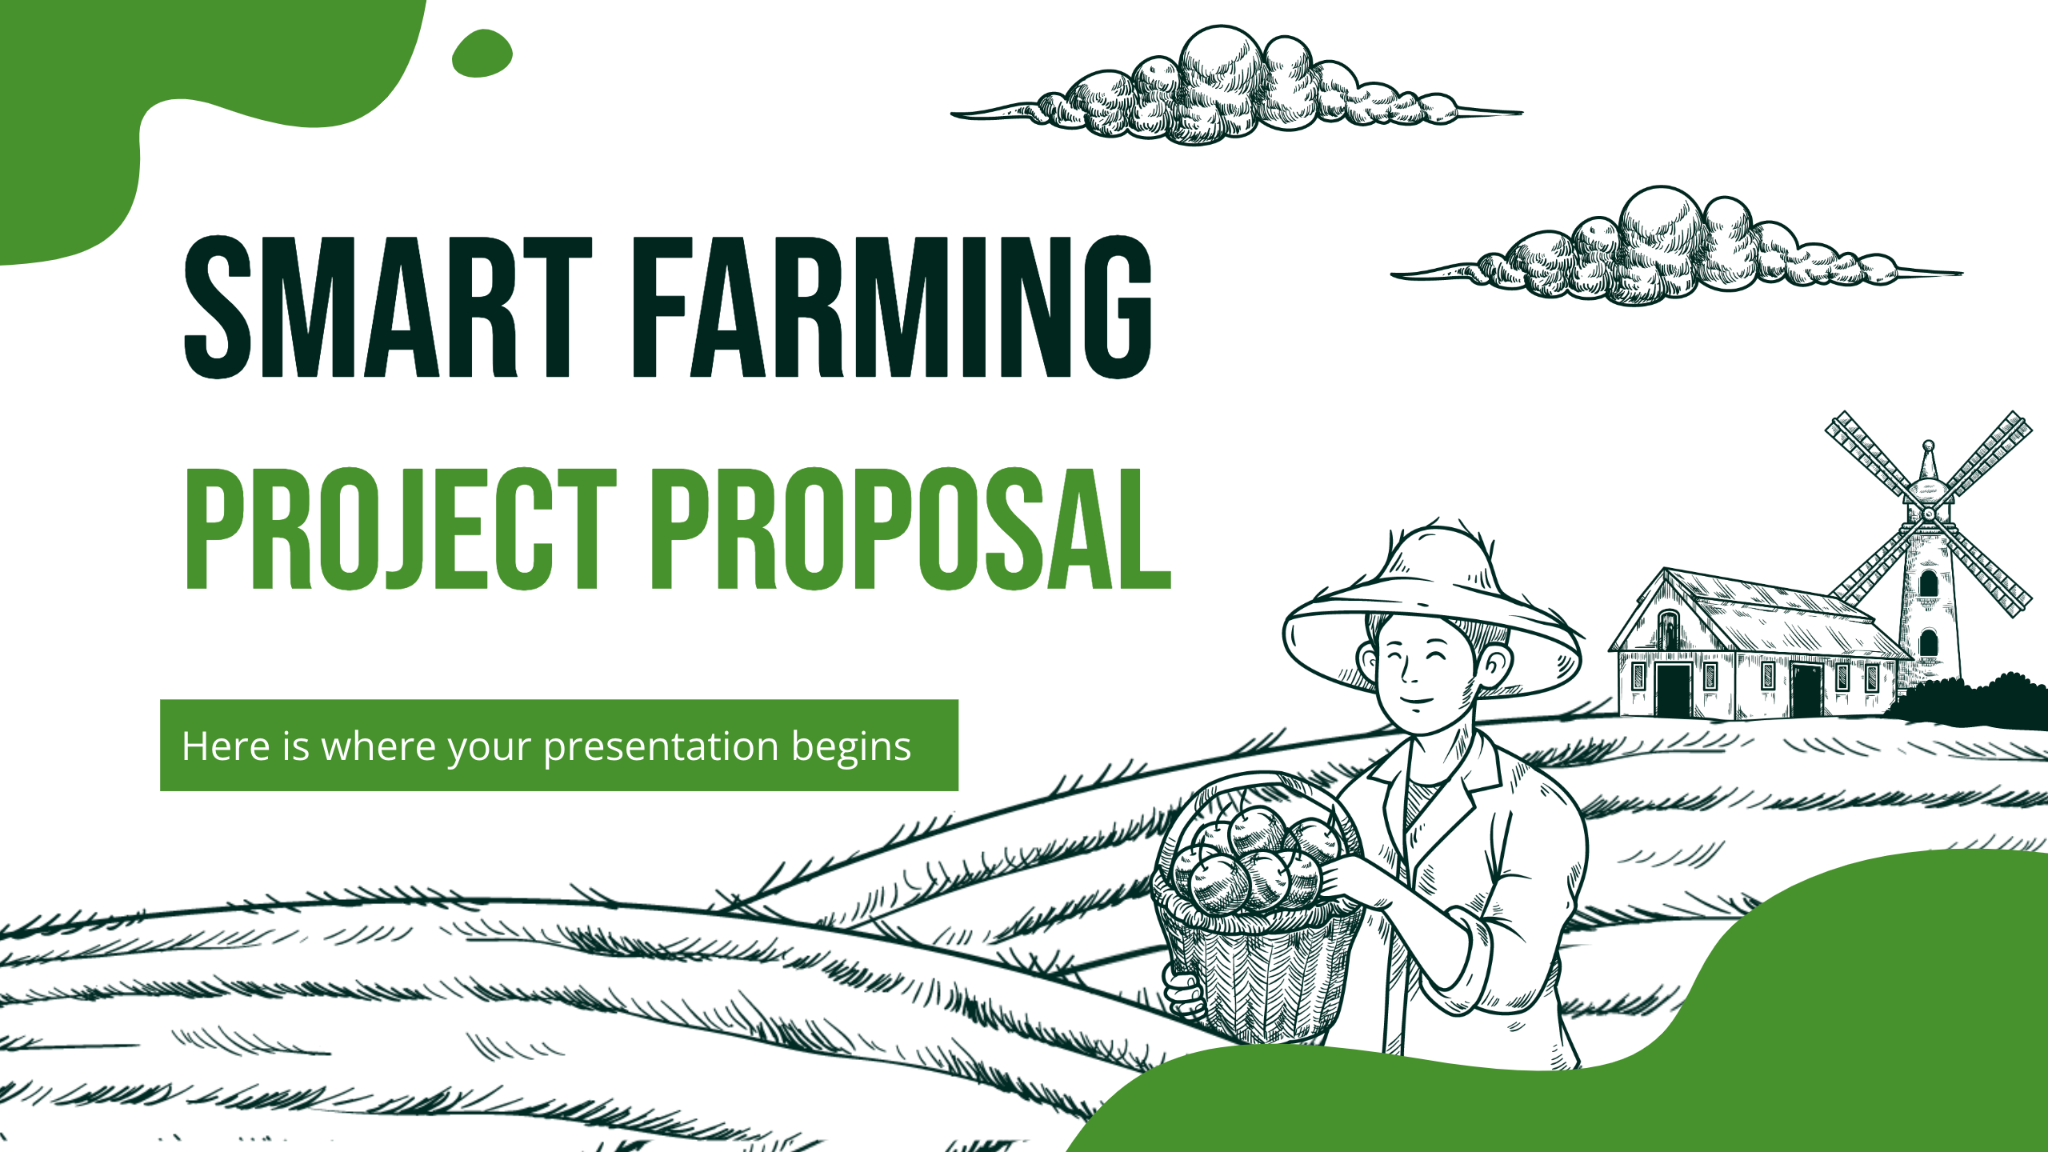 SMART FARMING
PROJECT PROPOSAL
Here is where your presentation begins